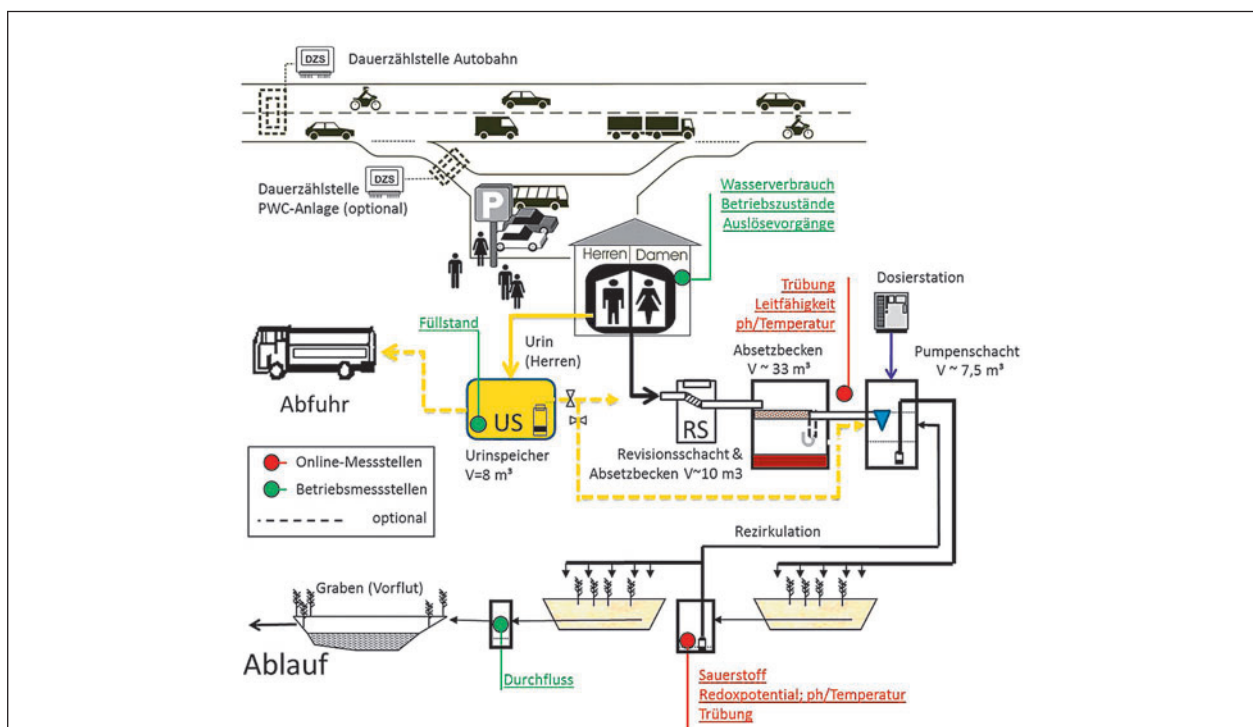 DZS
Dauerzählstelle Autobahn
Dauerzählstelle
DZS
PWC-Anlage (optional)
P
Wasserverbrauch
Betriebszustände
Auslösevorgänge
Herren
Damen
Trübung
Leitfähigkeit
ph/Temperatur
Dosierstation
Füllstand
Urin
(Herren)
Absetzbecken
V ~ 33 m³
Pumpenschacht
V ~ 7,5 m³
Abfuhr
US
RS
Urinspeicher
V=8 m³
Revisionsschacht &
Absetzbecken V~10 m3
Online-Messstellen
Betriebsmessstellen
optional
Rezirkulation
Graben (Vorflut)
Ablauf
Durchfluss
Sauerstoff
Redoxpotential; ph/Temperatur
Trübung